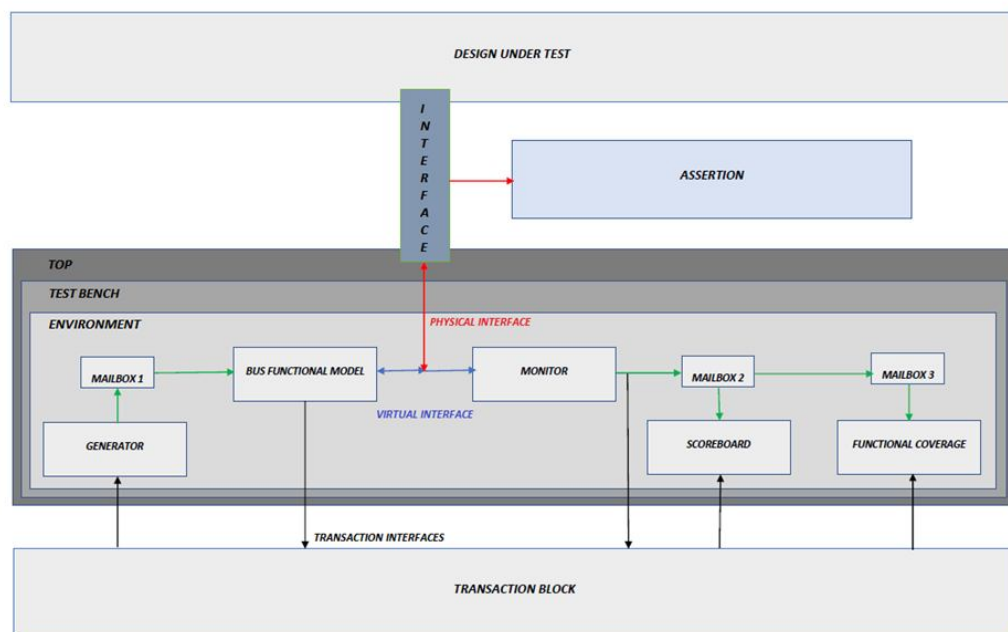 DESIGN UNDER TEST
INTERFACE
ASSERTION
TOP
TEST BENCH
ENVIRONMENT
PHYSICAL INTERFACE
MAILBOX 1
BUS FUNCTIONAL MODEL
MONITOR
MAILBOX 2
MAILBOX 3
VIRTUAL INTERFACE
GENERATOR
SCOREBOARD
FUNCTIONAL COVERAGE
TRANSACTION INTERFACES
TRANSACTION BLOCK